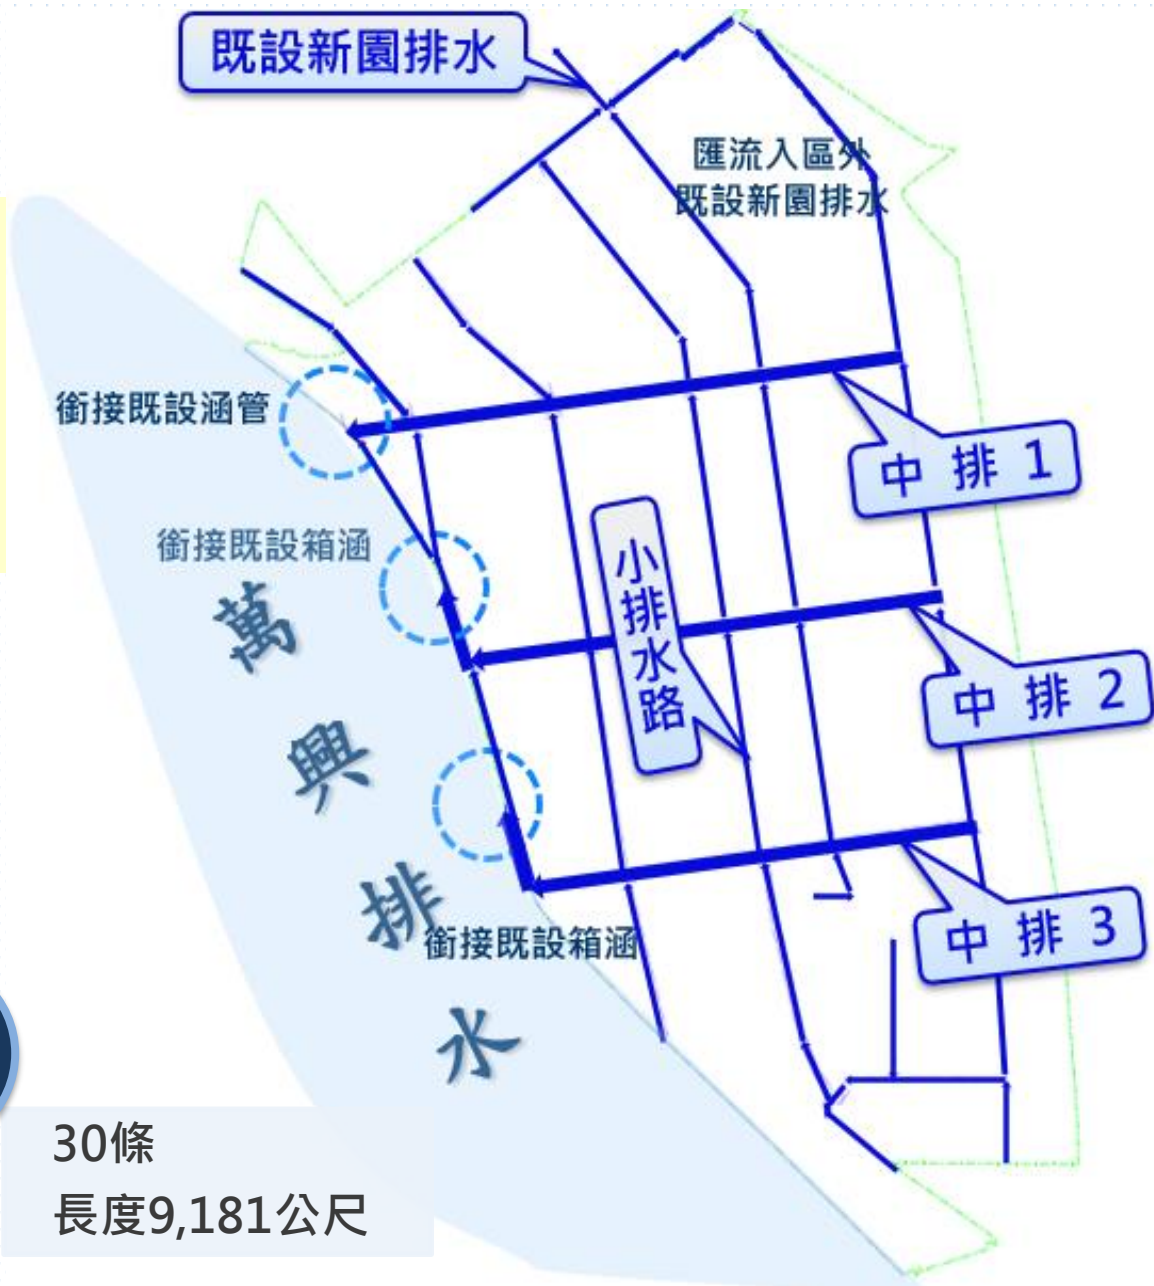 既設新園排水
匯流入區外
既設新園排水
銜接既設涵管
中 排 1
銜接既設箱涵
小排水路
萬興排水
中 排 2
中 排 3
銜接既設箱涵
30條
長度9,181公尺